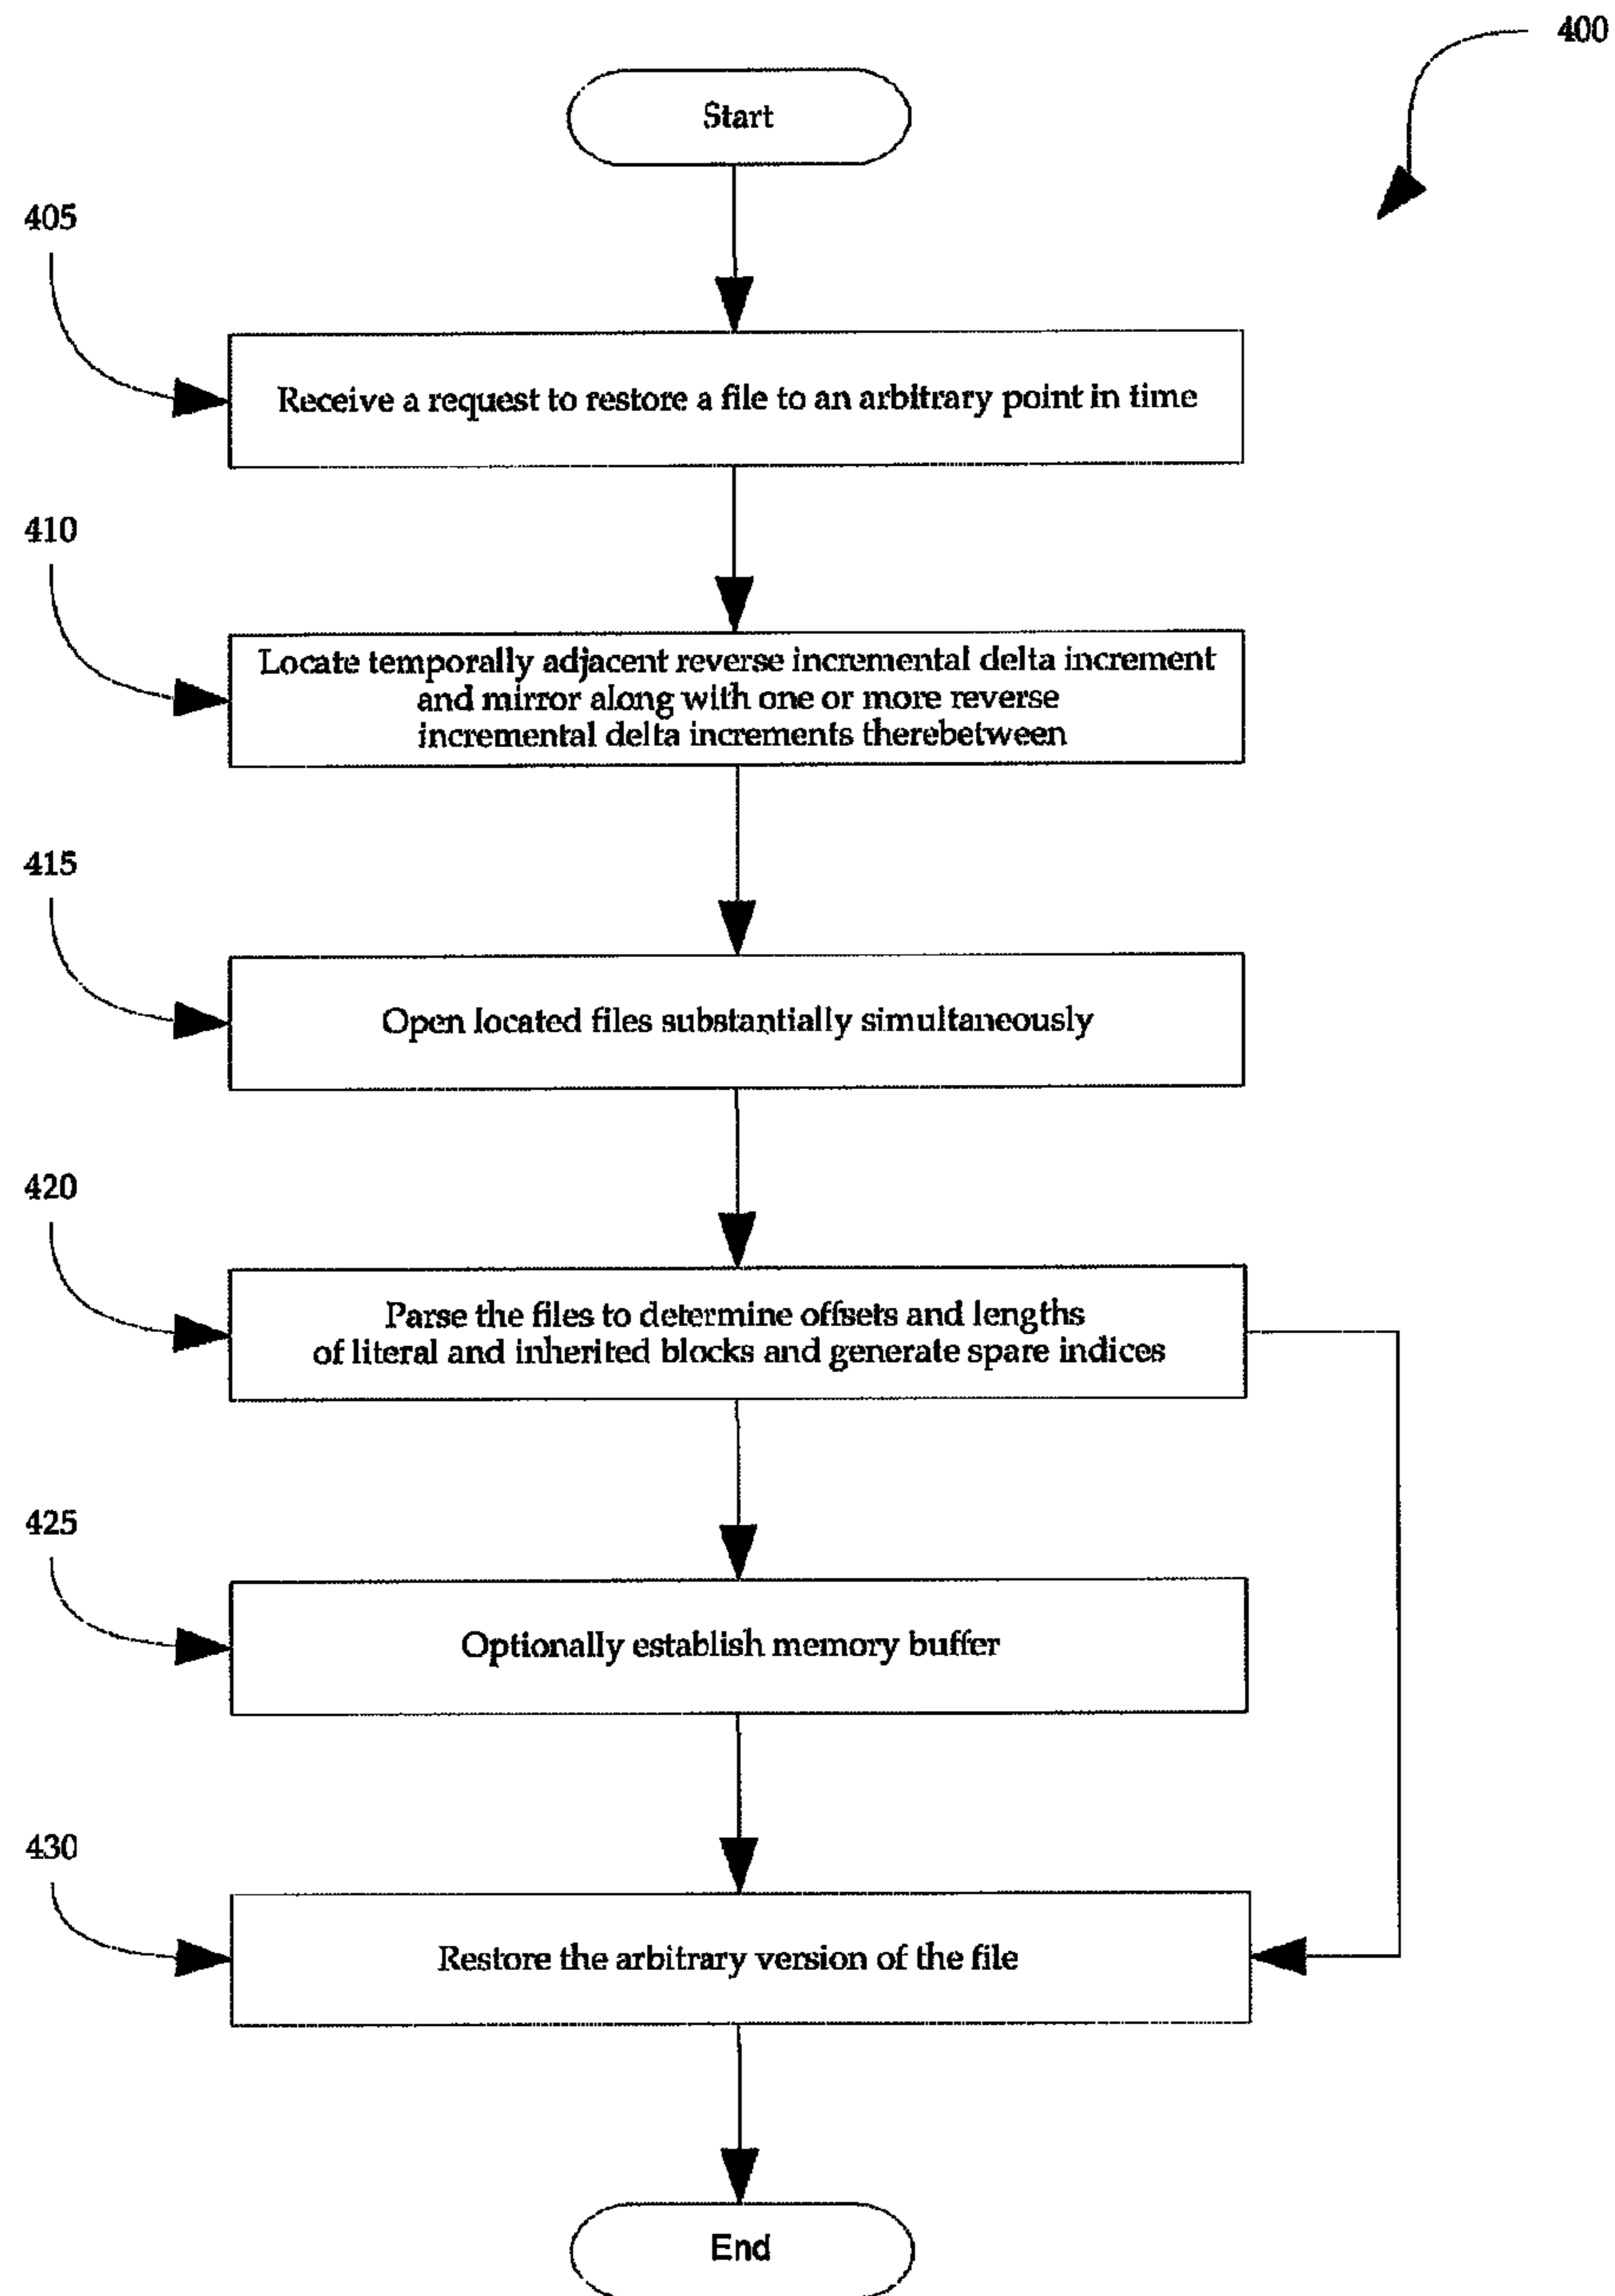 400
Start
405
Receive a request to restore a file to an arbitrary point in time
410
Locate temporally adjacent reverse incremental delta increment
and mirror along with one or more reverse
incremental delta increments therebetween
415
Open located files substantially simultaneously
420
Parse the files to determine offsets and lengths
of literal and inherited blocks and generate spare indices
425
Optionally establish memory buffer
430
Restore the arbitrary version of the file
End